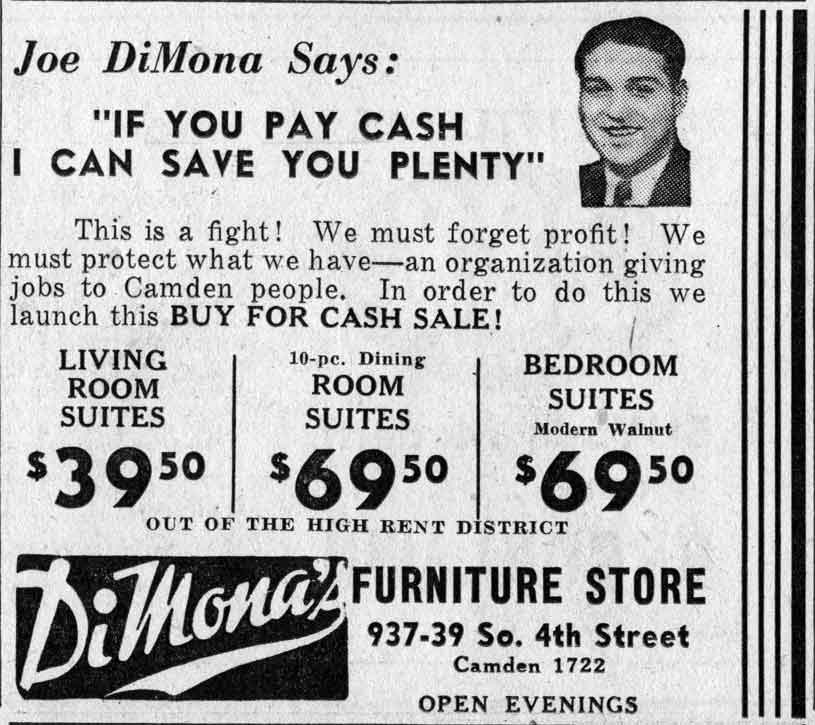 Joe DiMona Says:
"IF YOU PAY CASH
I CAN SAVE YOU PLENTY"
This is a fight! We must forget profit! We
must protect what we have—an organization giving
jobs to Camden people. In order to do this we
launch this BUY FOR CASH SALE!
LIVING
ROOM
SUITES
$39 50
10-pc. Dining
ROOM
SUITES
$69 50
BEDROOM
SUITES
Modern Walnut
$69 50
OUT OF THE HIGH RENT DISTRICT
DiMona's
FURNITURE STORE
937-39 So. 4th Street
Camden 1722
OPEN EVENINGS